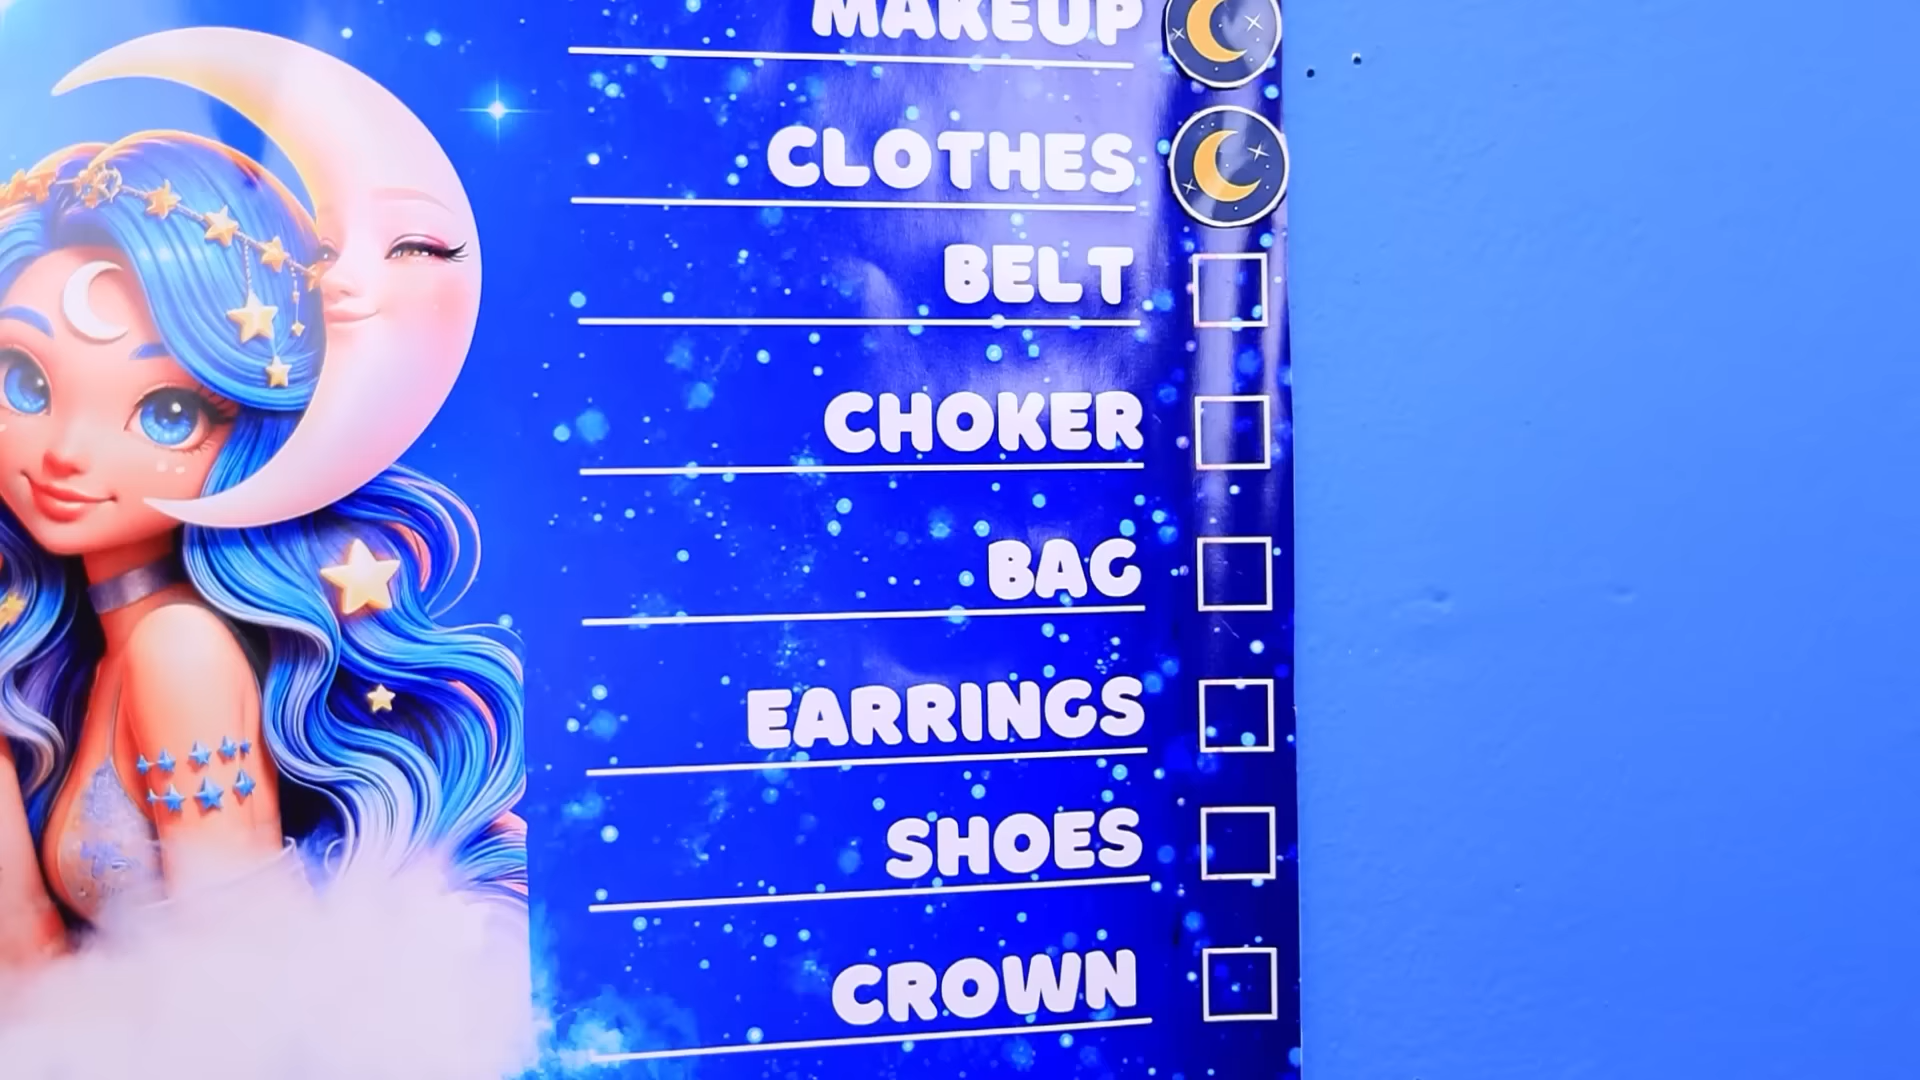 MAKEUP
CLOTHES
BELT
CHOKER
BAG
EARRINGS
SHOES
CROWN